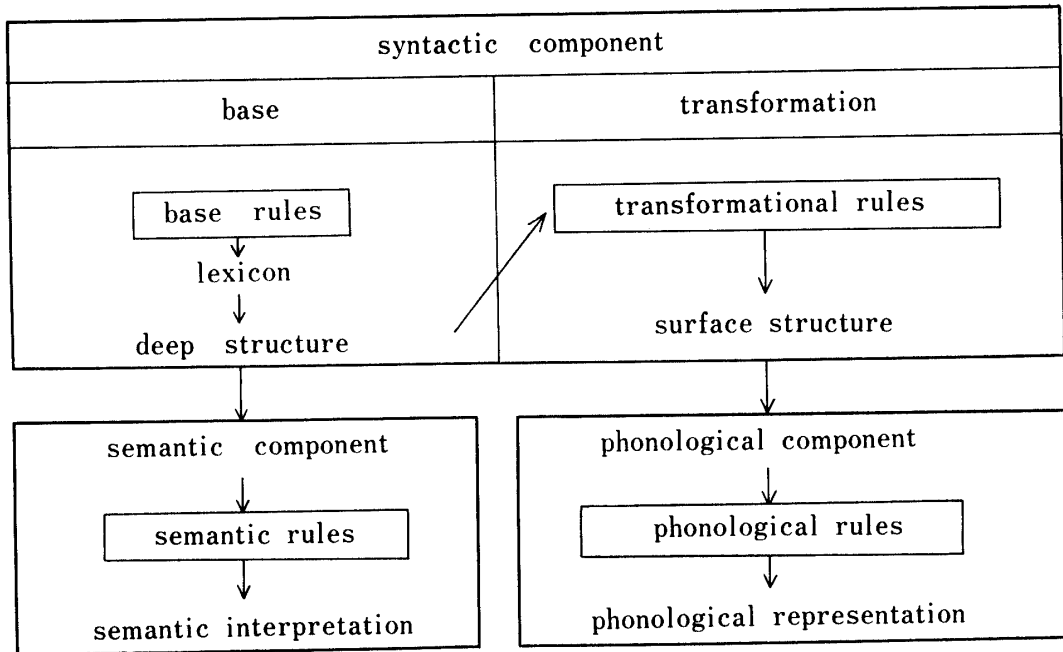 syntactic component
base
transformation
base rules
lexicon
deep structure
transformational rules
surface structure
semantic component
semantic rules
semantic interpretation
phonological component
phonological rules
phonological representation